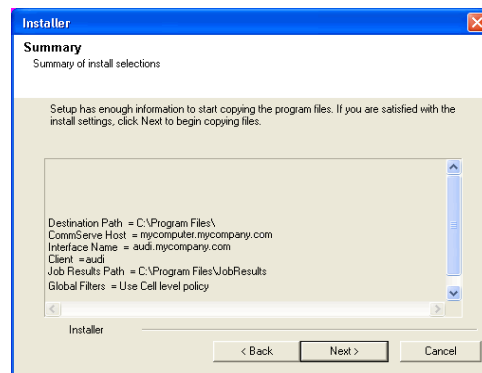 Installer
Summary
Summary of install selections
Setup has enough information to start copying the program files. If you are satisfied with the
install settings, click Next to begin copying files.
Destination Path = C:\Program Files\
CommServe Host = mycomputer.mycompany.com
Interface Name = audi.mycompany.com
Client =audi
Job Results Path = C:\Program Files\JobResults
Global Filters = Use Cell level policy
Installer
< Back Next > Cancel